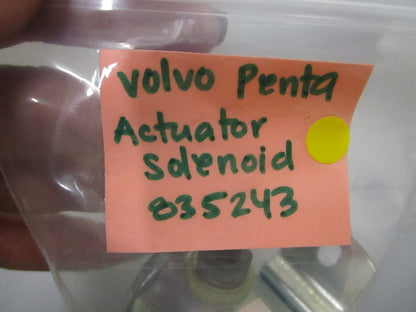 Volvo Penta
Actuator
Solenoid
835243